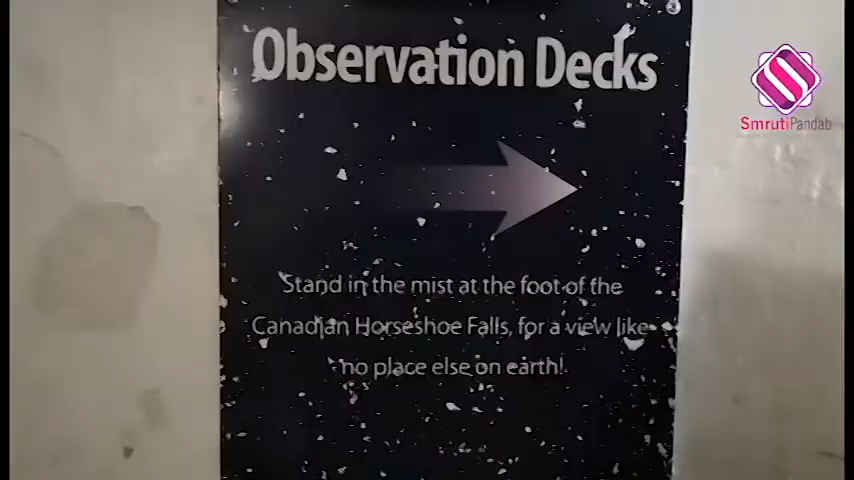 Observation Decks
SmrutiPandab
Stand in the mist at the foot of the
Canadian Horseshoe Falls, for a view like
no place else on earth!